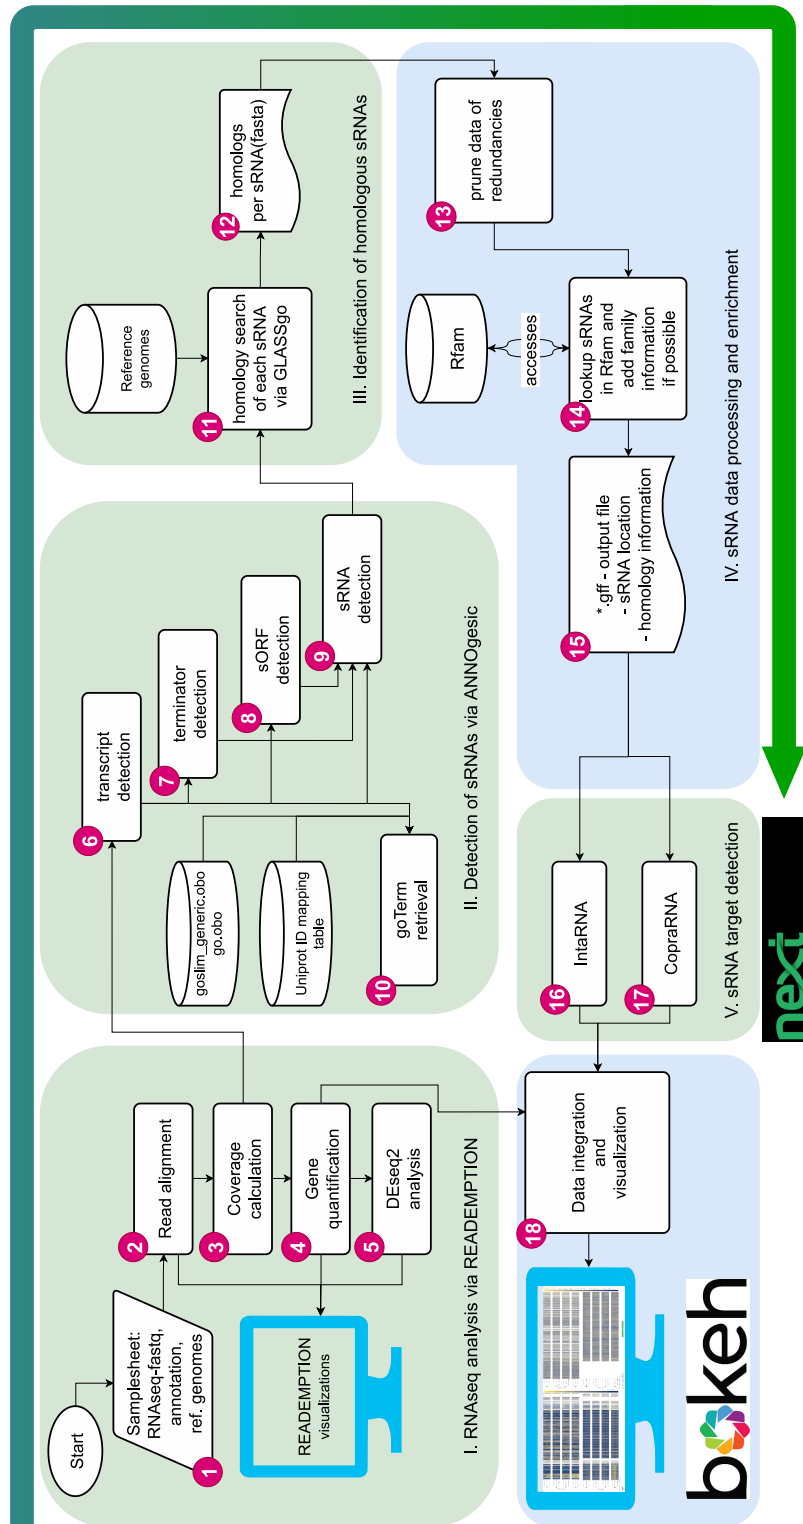 Start
Samplesheet:
RNAseq-fastq,
annotation,
ref. genomes
1
Read alignment
2
Coverage
calculation
3
Gene
quantification
4
DEseq2
analysis
5
READEMPTION
visualizations
I. RNAseq analysis via READEMPTION
transcript
detection
6
terminator
detection
7
sORF
detection
8
sRNA
detection
9
goslim_generic.obo
go.obo
Uniprot ID mapping
table
goTerm
retrieval
10
II. Detection of sRNAs via ANNOgesic
Reference
genomes
homology search
of each sRNA
via GLASSgo
11
homologs
per sRNA(fasta)
12
III. Identification of homologous sRNAs
prune data of
redundancies
13
Rfam
accesses
lookup sRNAs
in Rfam and
add family
information
if possible
14
*.gff - output file
- sRNA location
- homology information
15
IV. sRNA data processing and enrichment
IntaRNA
16
CopraRNA
17
V. sRNA target detection
Data integration
and
visualization
18
bokeh
next